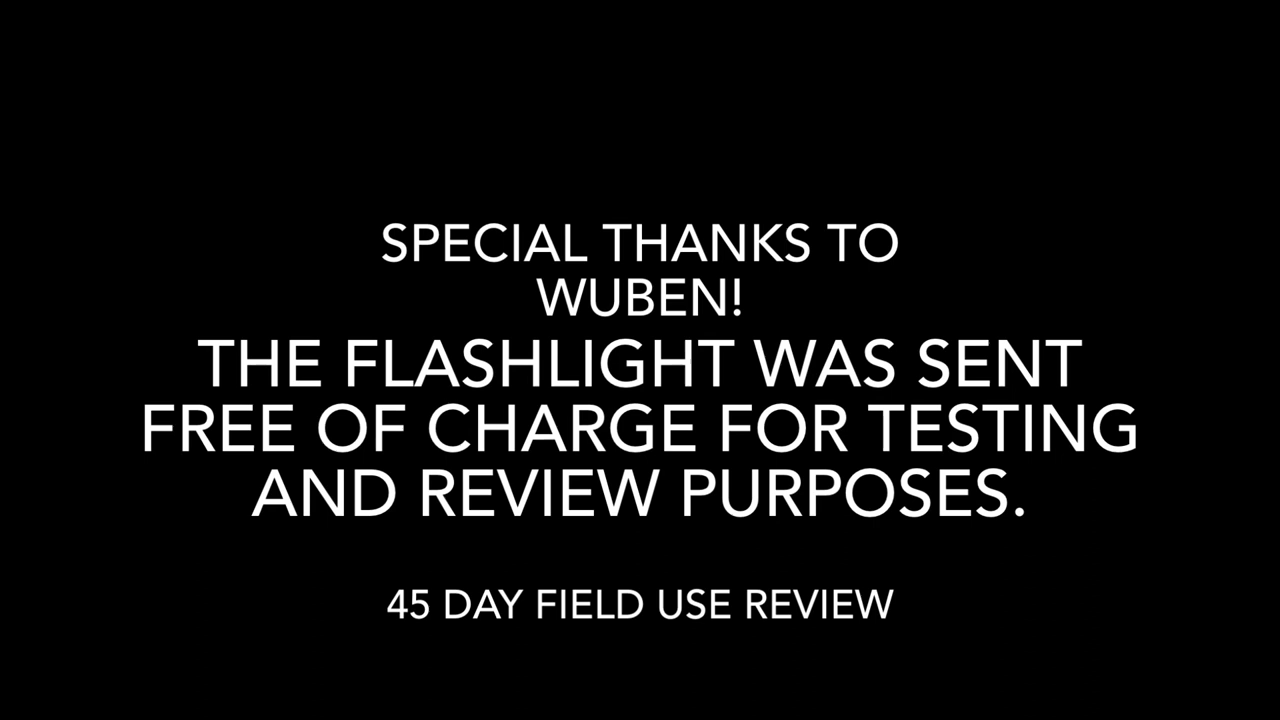 SPECIAL THANKS TO
WUBEN!
THE FLASHLIGHT WAS SENT
FREE OF CHARGE FOR TESTING
AND REVIEW PURPOSES.
45 DAY FIELD USE REVIEW